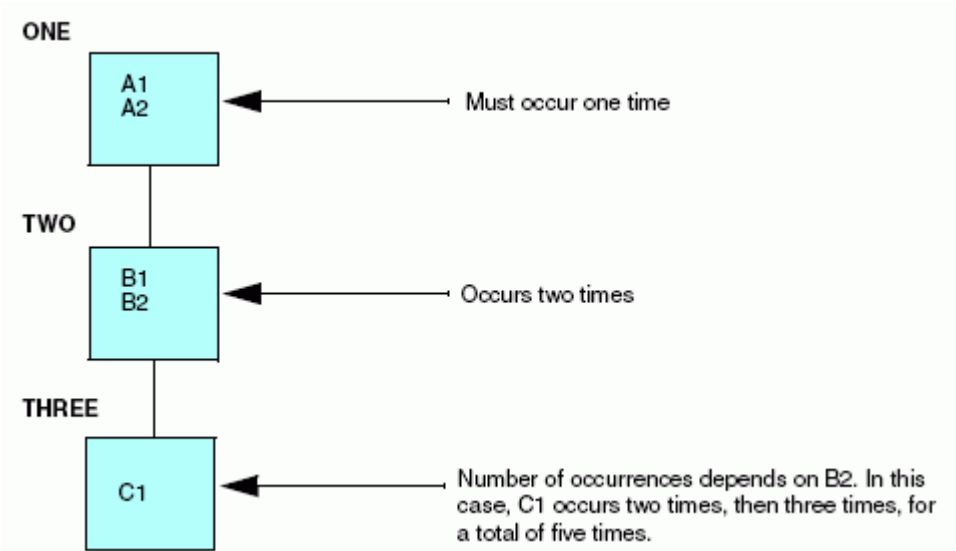 ONE
A1
A2
Must occur one time
TWO
B1
B2
Occurs two times
THREE
C1
Number of occurrences depends on B2. In this
case, C1 occurs two times, then three times, for
a total of five times.